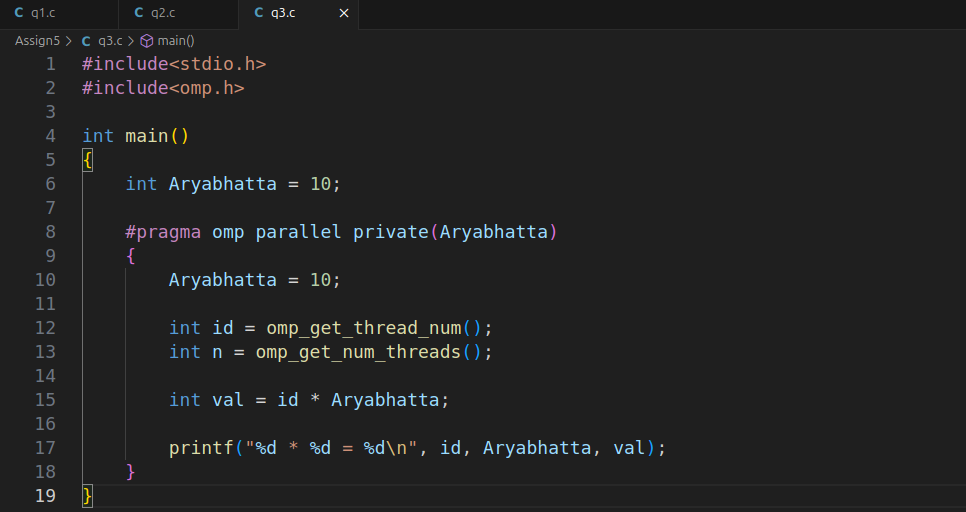 C q1.c C q2.c C q3.c ×
Assign5 > C q3.c > main()
1 #include<stdio.h>
2 #include<omp.h>
3
4 int main()
5 {
6     int Aryabhatta = 10;
7
8     #pragma omp parallel private(Aryabhatta)
9     {
10         Aryabhatta = 10;
11
12         int id = omp_get_thread_num();
13         int n = omp_get_num_threads();
14
15         int val = id * Aryabhatta;
16
17         printf("%d * %d = %d\n", id, Aryabhatta, val);
18     }
19 }